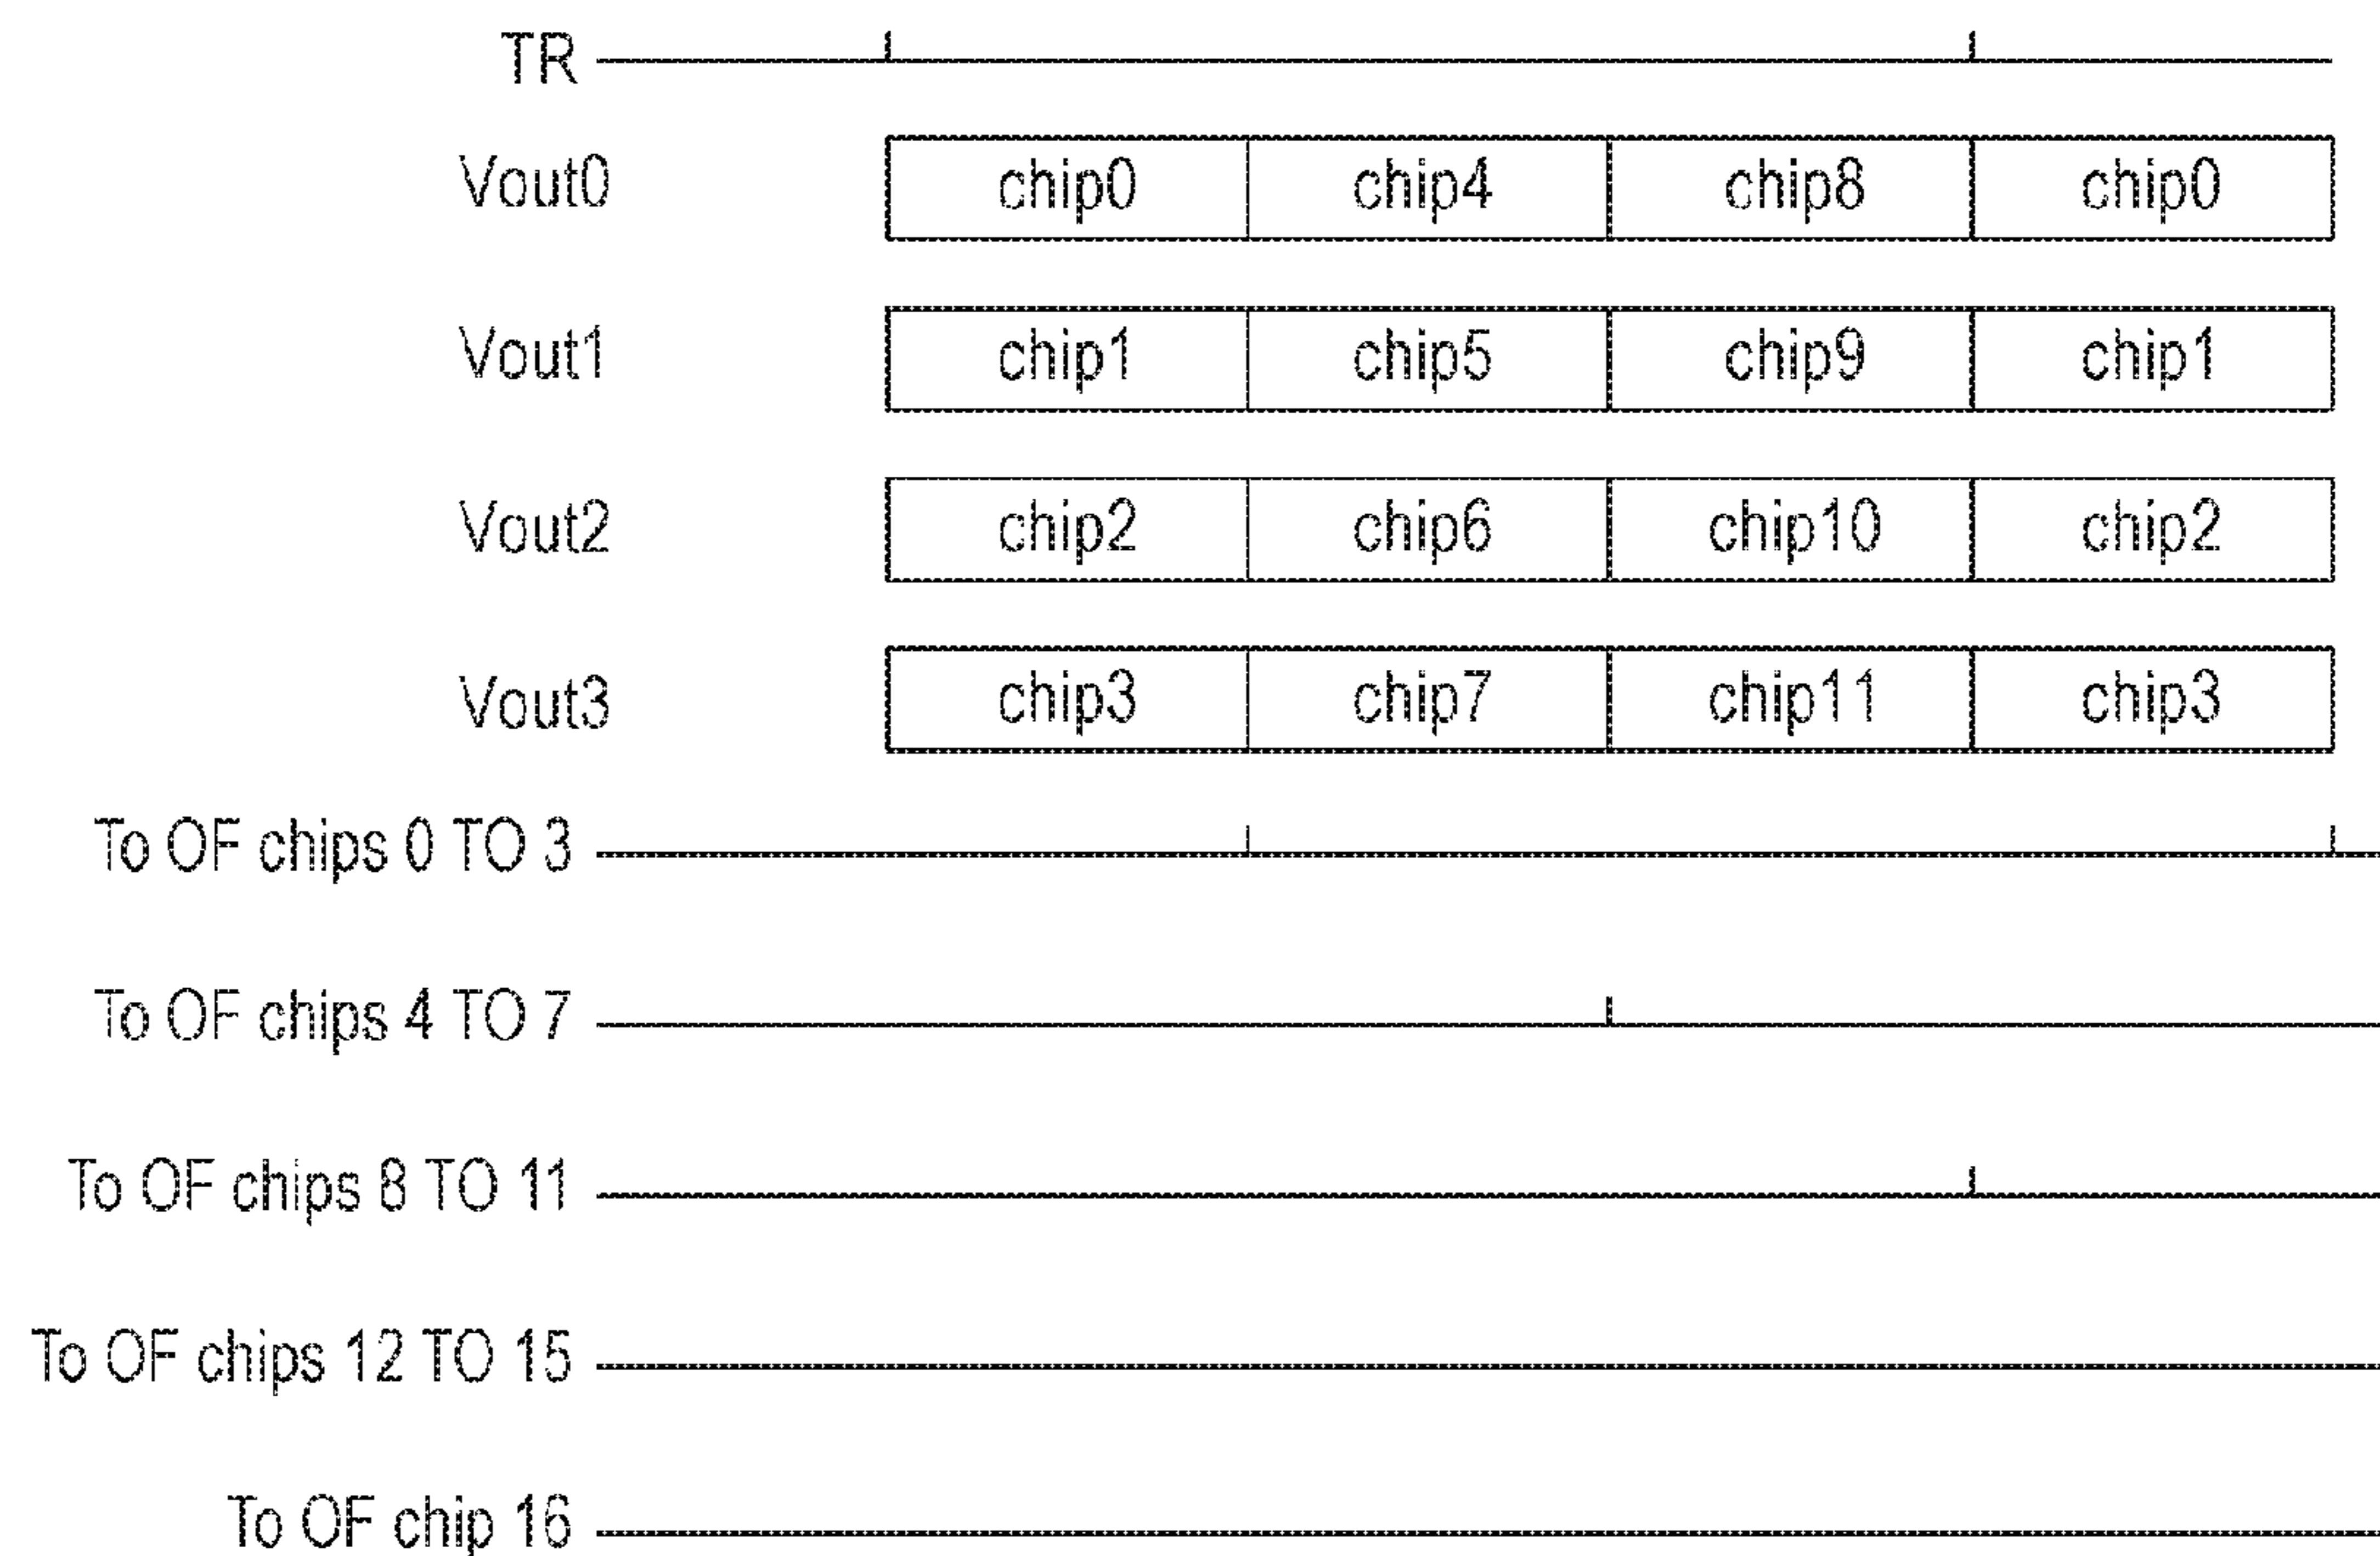 TR
Vout0 chip0 chip4 chip8 chip0
Vout1 chip1 chip5 chip9 chip1
Vout2 chip2 chip6 chip10 chip2
Vout3 chip3 chip7 chip11 chip3
To OF chips 0 TO 3
To OF chips 4 TO 7
To OF chips 8 TO 11
To OF chips 12 TO 15
To OF chip 16